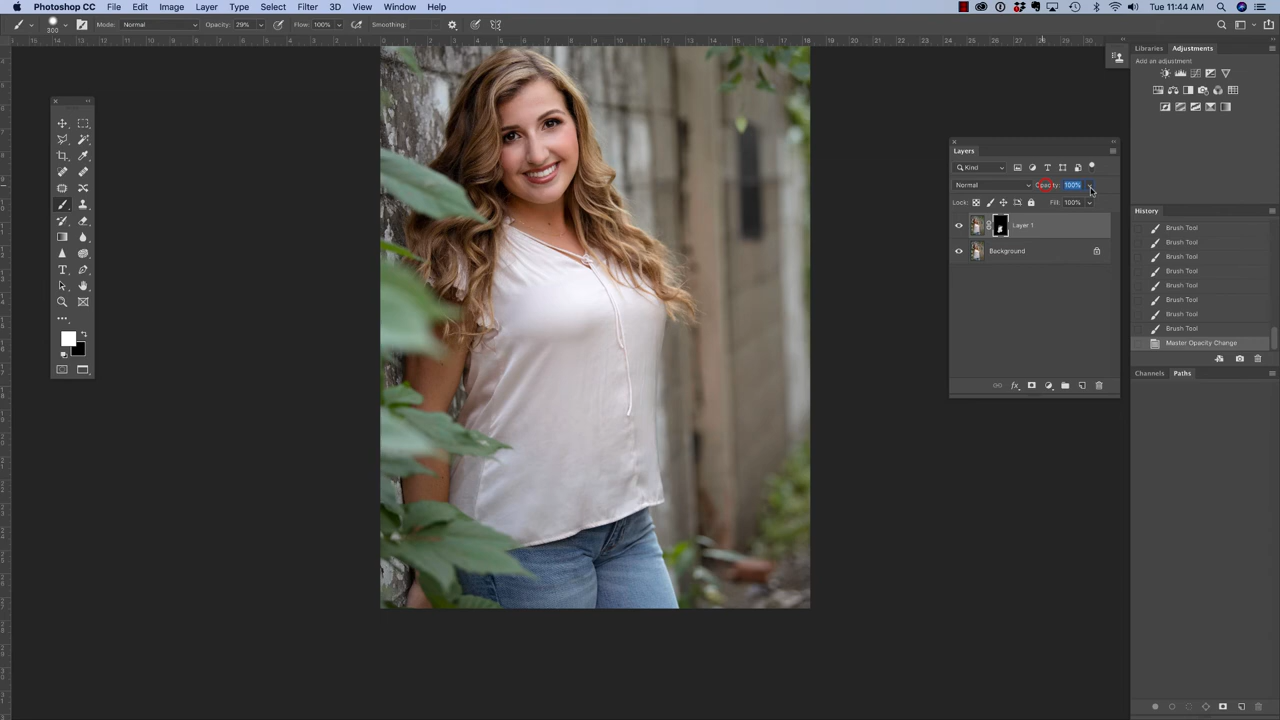 Photoshop CC File Edit Image Layer Type Select Filter 3D View Window Help Tue 11:44 AM
300 Mode: Normal Opacity: 29% Flow: 100% Smoothing:
Libraries Adjustments
Add an adjustment
Layers
Kind
Normal Opacity: 100%
Lock: Fill: 100%
Layer 1
Background
History
Brush Tool
Brush Tool
Brush Tool
Brush Tool
Brush Tool
Brush Tool
Brush Tool
Brush Tool
Master Opacity Change
Channels Paths